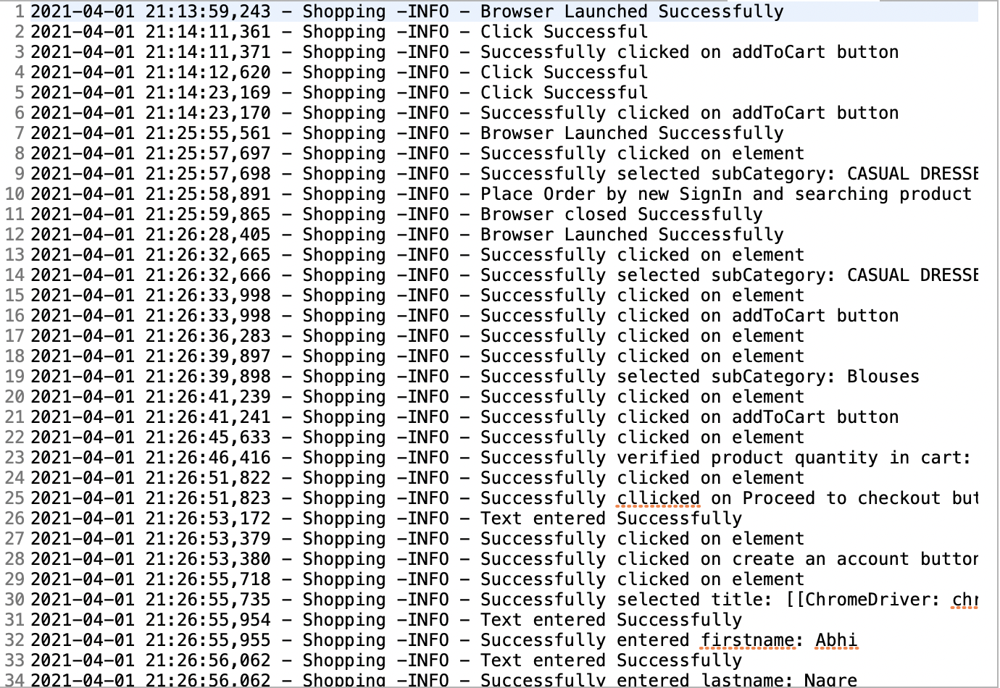 1 2021-04-01 21:13:59,243 - Shopping -INFO - Browser Launched Successfully
2 2021-04-01 21:14:11,361 - Shopping -INFO - Click Successful
3 2021-04-01 21:14:11,371 - Shopping -INFO - Successfully clicked on addToCart button
4 2021-04-01 21:14:12,620 - Shopping -INFO - Click Successful
5 2021-04-01 21:14:23,169 - Shopping -INFO - Click Successful
6 2021-04-01 21:14:23,170 - Shopping -INFO - Successfully clicked on addToCart button
7 2021-04-01 21:25:55,561 - Shopping -INFO - Browser Launched Successfully
8 2021-04-01 21:25:57,697 - Shopping -INFO - Successfully clicked on element
9 2021-04-01 21:25:57,698 - Shopping -INFO - Successfully selected subCategory: CASUAL DRESSE
10 2021-04-01 21:25:58,891 - Shopping -INFO - Place Order by new SignIn and searching product
11 2021-04-01 21:25:59,865 - Shopping -INFO - Browser closed Successfully
12 2021-04-01 21:26:28,405 - Shopping -INFO - Browser Launched Successfully
13 2021-04-01 21:26:32,665 - Shopping -INFO - Successfully clicked on element
14 2021-04-01 21:26:32,666 - Shopping -INFO - Successfully selected subCategory: CASUAL DRESSE
15 2021-04-01 21:26:33,998 - Shopping -INFO - Successfully clicked on element
16 2021-04-01 21:26:33,998 - Shopping -INFO - Successfully clicked on addToCart button
17 2021-04-01 21:26:36,283 - Shopping -INFO - Successfully clicked on element
18 2021-04-01 21:26:39,897 - Shopping -INFO - Successfully clicked on element
19 2021-04-01 21:26:39,898 - Shopping -INFO - Successfully selected subCategory: Blouses
20 2021-04-01 21:26:41,239 - Shopping -INFO - Successfully clicked on element
21 2021-04-01 21:26:41,241 - Shopping -INFO - Successfully clicked on addToCart button
22 2021-04-01 21:26:45,633 - Shopping -INFO - Successfully clicked on element
23 2021-04-01 21:26:46,416 - Shopping -INFO - Successfully verified product quantity in cart:
24 2021-04-01 21:26:51,822 - Shopping -INFO - Successfully clicked on element
25 2021-04-01 21:26:51,823 - Shopping -INFO - Successfully cllicked on Proceed to checkout but
26 2021-04-01 21:26:53,172 - Shopping -INFO - Text entered Successfully
27 2021-04-01 21:26:53,379 - Shopping -INFO - Successfully clicked on element
28 2021-04-01 21:26:53,380 - Shopping -INFO - Successfully clicked on create an account button
29 2021-04-01 21:26:55,718 - Shopping -INFO - Successfully clicked on element
30 2021-04-01 21:26:55,735 - Shopping -INFO - Successfully selected title: [[ChromeDriver: chr
31 2021-04-01 21:26:55,954 - Shopping -INFO - Text entered Successfully
32 2021-04-01 21:26:55,955 - Shopping -INFO - Successfully entered firstname: Abhi
33 2021-04-01 21:26:56,062 - Shopping -INFO - Text entered Successfully
34 2021-04-01 21:26:56,062 - Shopping -INFO - Successfully entered lastname: Nagre